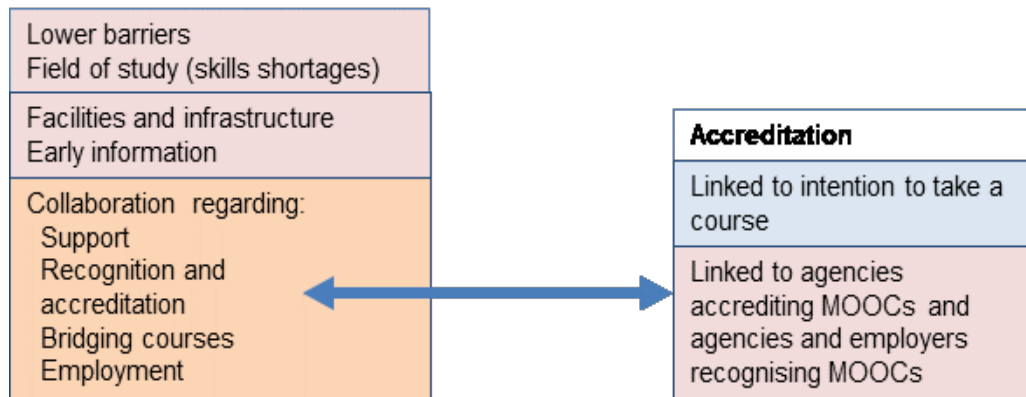 Lower barriers
Field of study (skills shortages)
Facilities and infrastructure
Early information
Collaboration regarding:
Support
Recognition and
accreditation
Bridging courses
Employment
Accreditation
Linked to intention to take a
course
Linked to agencies
accrediting MOOCs and
agencies and employers
recognising MOOCs